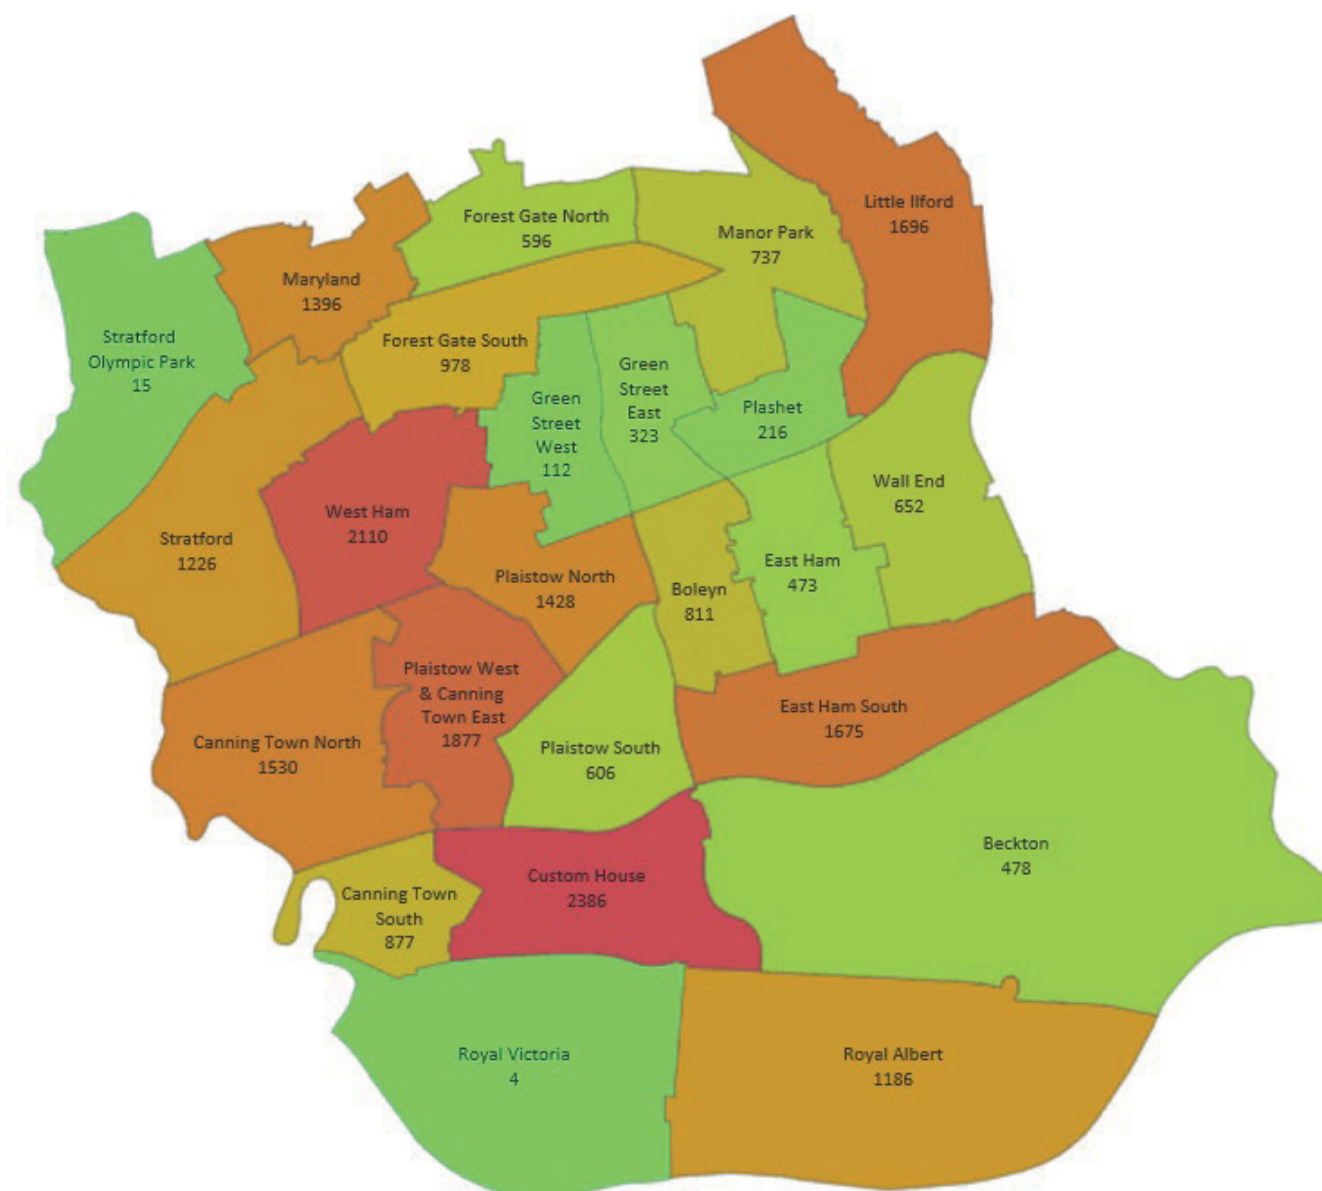 Little Ilford
1696
Forest Gate North
596
Manor Park
737
Maryland
1396
Stratford
Olympic Park
15
Forest Gate South
978
Green
Street
East
323
Green
Street
West
112
Plashet
216
Wall End
652
West Ham
2110
Stratford
1226
Plaistow North
1428
East Ham
473
Boleyn
811
Plaistow West
& Canning
Town East
1877
East Ham South
1675
Canning Town North
1530
Plaistow South
606
Beckton
478
Custom House
2386
Canning Town
South
877
Royal Victoria
4
Royal Albert
1186